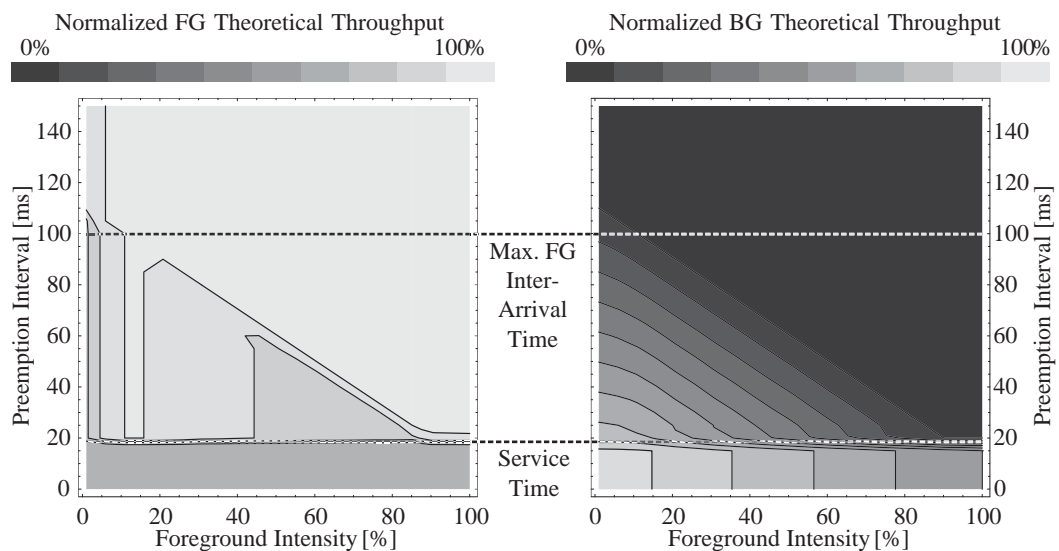 Normalized FG Theoretical Throughput
0% 100%
Normalized BG Theoretical Throughput
0% 100%
Preemption Interval [ms]
140
120
100
80
60
40
20
0
0 20 40 60 80 100
Foreground Intensity [%]
Max. FG
Inter-
Arrival
Time
Service
Time
140
120
100
80
60
40
20
0
Preemption Interval [ms]
0 20 40 60 80 100
Foreground Intensity [%]